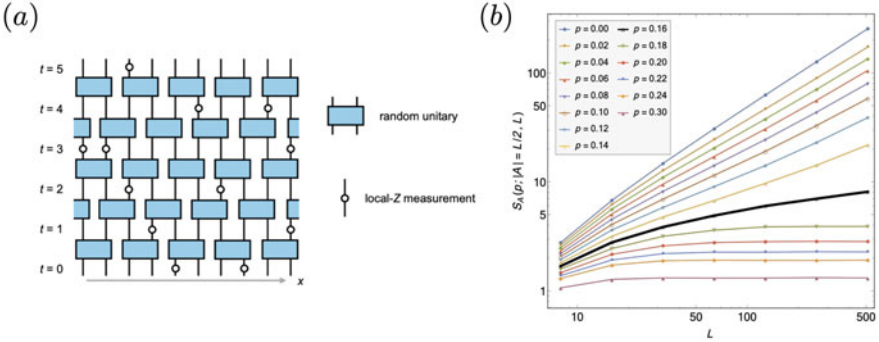 (a)
t = 5
t = 4
t = 3
t = 2
t = 1
t = 0
x
random unitary
local-Z measurement
(b)
p = 0.00
p = 0.02
p = 0.04
p = 0.06
p = 0.08
p = 0.10
p = 0.12
p = 0.14
p = 0.16
p = 0.18
p = 0.20
p = 0.22
p = 0.24
p = 0.30
S_A(p; |A| = L/2, L)
100
50
10
5
1
10
50
100
500
L